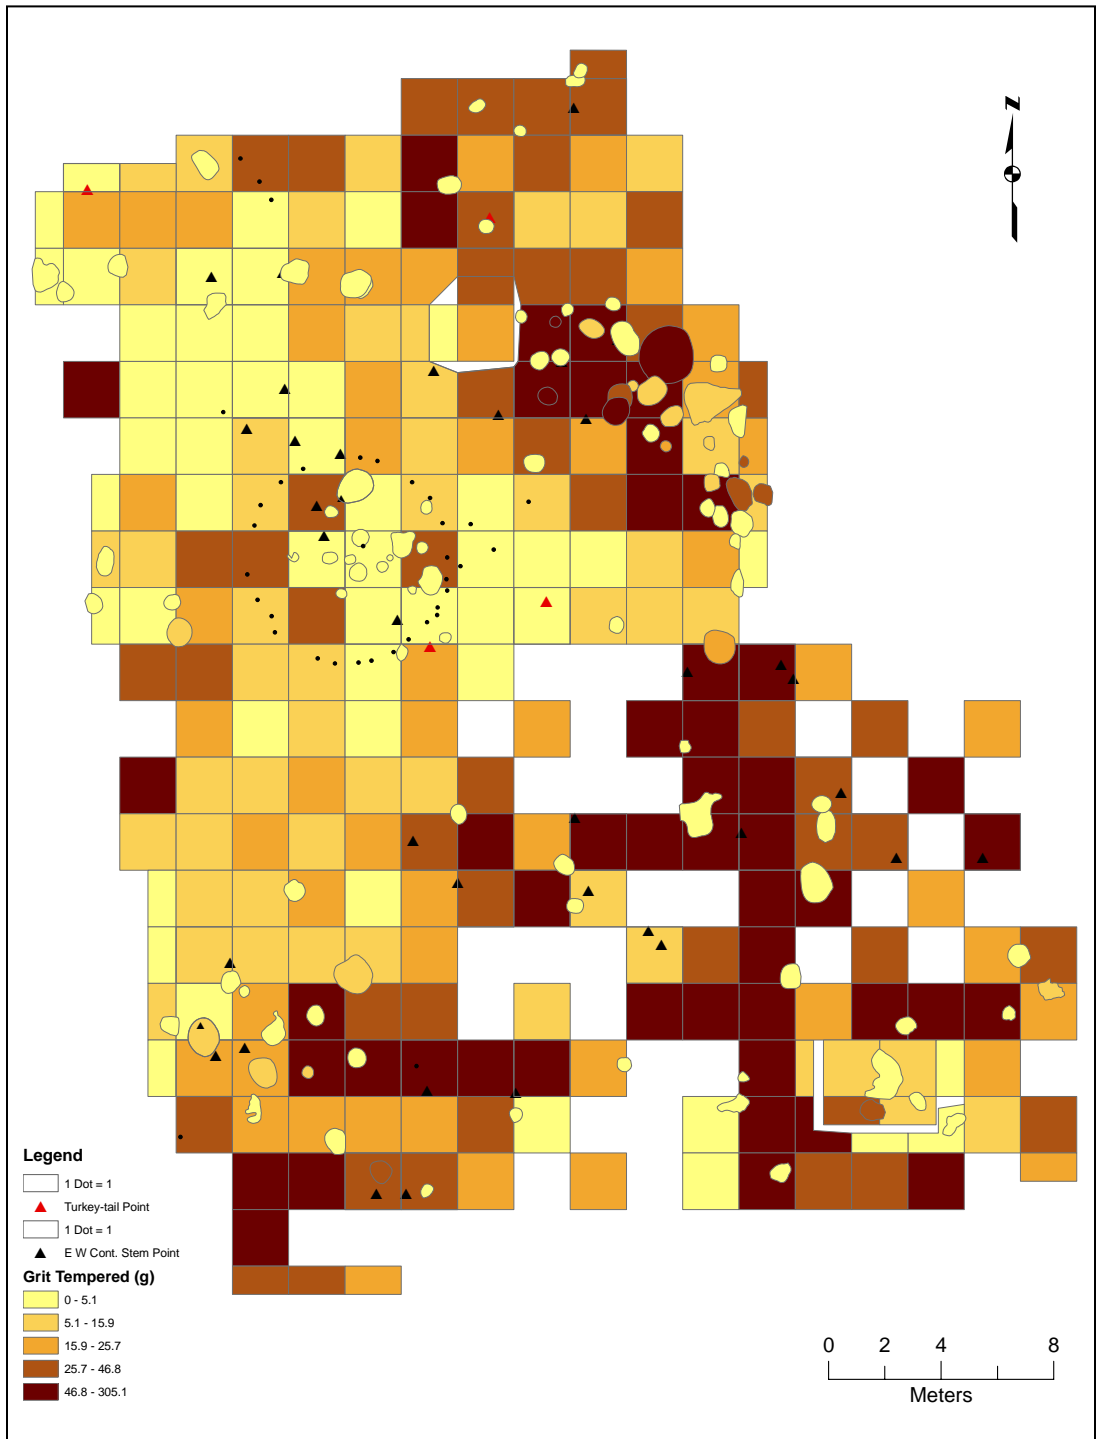 N
Legend
1 Dot = 1
Turkey-tail Point
1 Dot = 1
E W Cont. Stem Point
Grit Tempered (g)
0 - 5.1
5.1 - 15.9
15.9 - 25.7
25.7 - 46.8
46.8 - 305.1
0 2 4 8
Meters